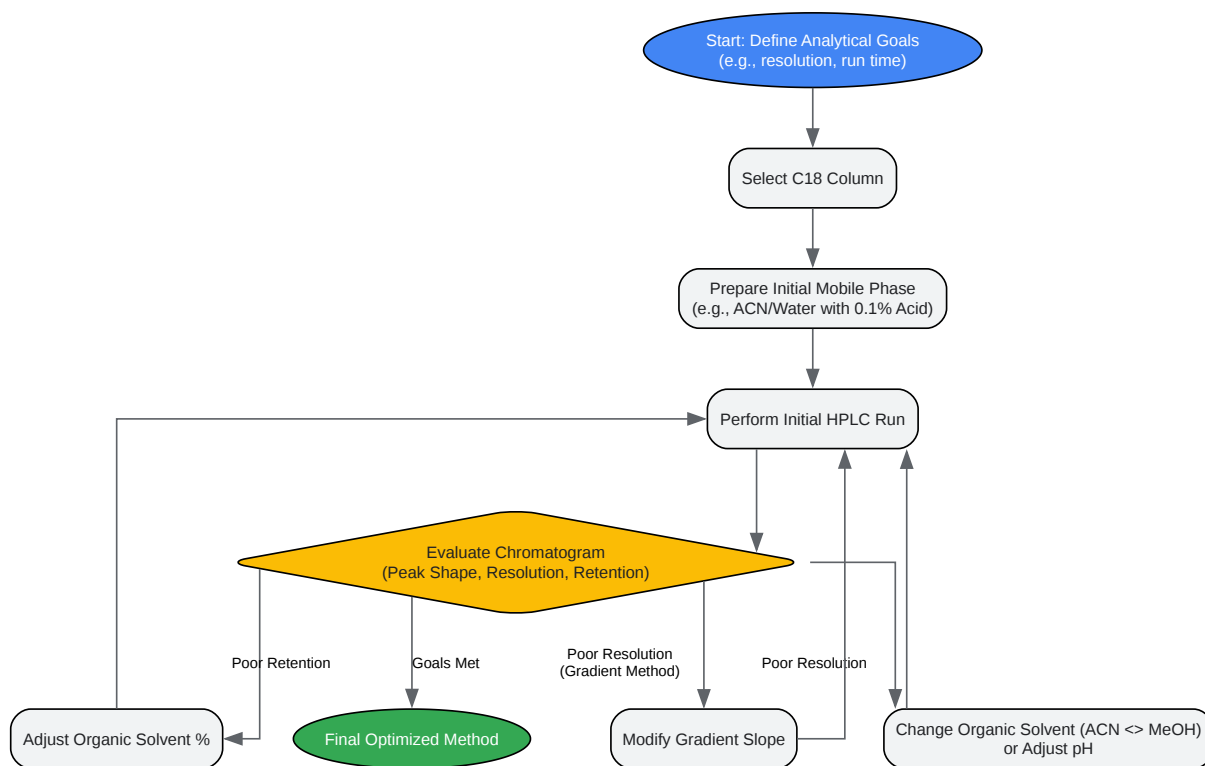 Start: Define Analytical Goals
(e.g., resolution, run time)
Select C18 Column
Prepare Initial Mobile Phase
(e.g., ACN/Water with 0.1% Acid)
Perform Initial HPLC Run
Evaluate Chromatogram
(Peak Shape, Resolution, Retention)
Poor Retention
Goals Met
Poor Resolution
(Gradient Method)
Poor Resolution
Adjust Organic Solvent %
Final Optimized Method
Modify Gradient Slope
Change Organic Solvent (ACN <> MeOH)
or Adjust pH